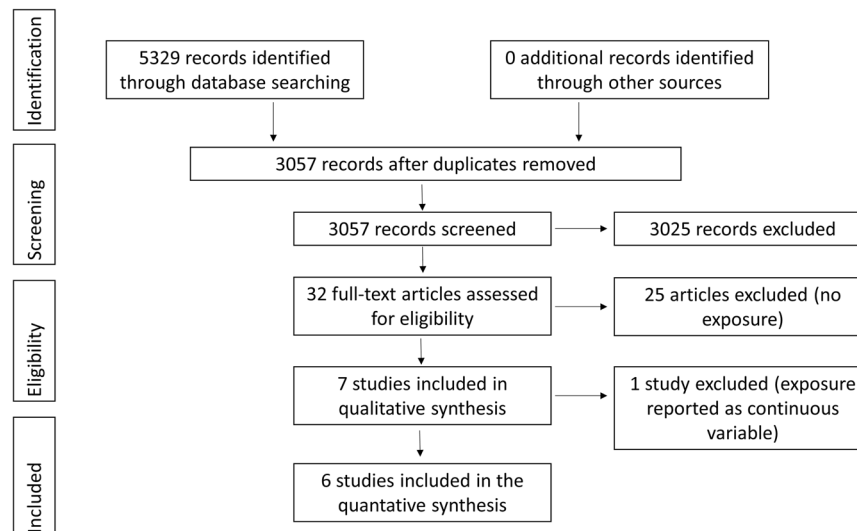 Identification
5329 records identified
through database searching
0 additional records identified
through other sources
Screening
3057 records after duplicates removed
3057 records screened
3025 records excluded
Eligibility
32 full-text articles assessed
for eligibility
25 articles excluded (no
exposure)
7 studies included in
qualitative synthesis
1 study excluded (exposure
reported as continuous
variable)
Included
6 studies included in the
quantative synthesis